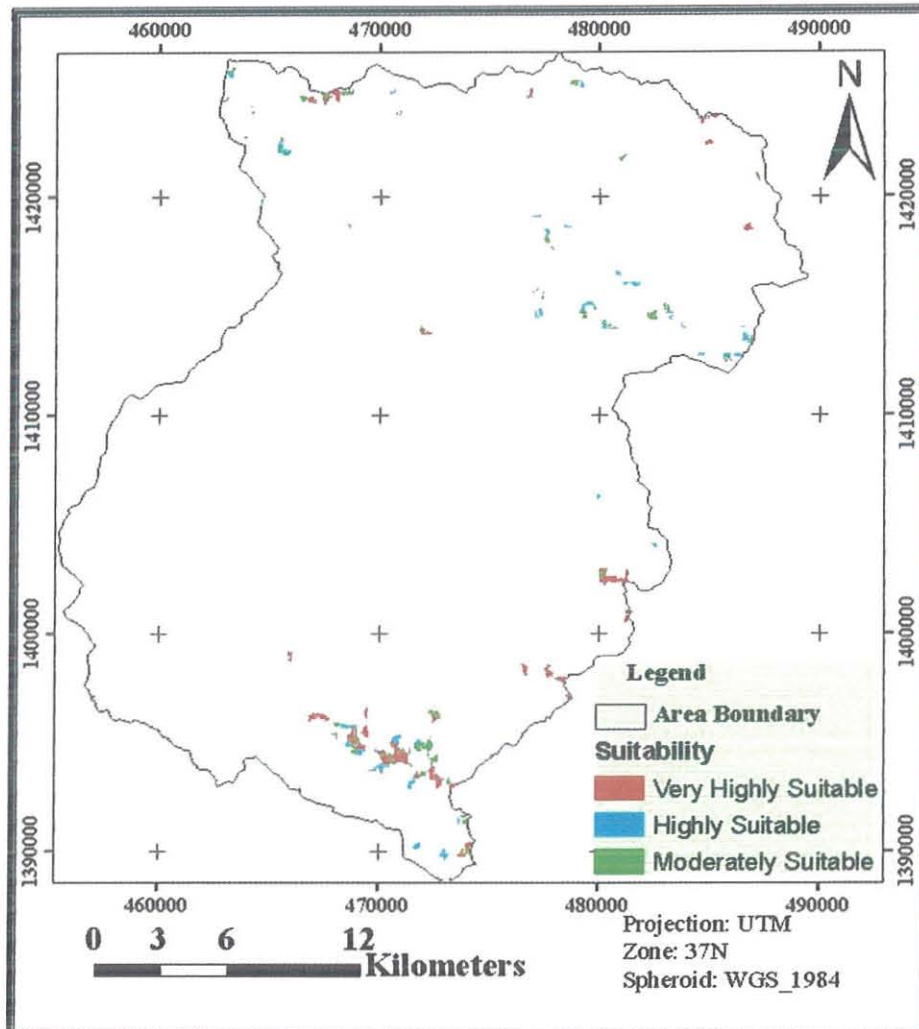 460000 470000 480000 490000
N
1420000 1420000
1410000 1410000
1400000 1400000
1390000 1390000
Legend
Area Boundary
Suitability
Very Highly Suitable
Highly Suitable
Moderately Suitable
460000 470000 480000 490000
0 3 6 12
Kilometers
Projection: UTM
Zone: 37N
Spheroid: WGS_1984